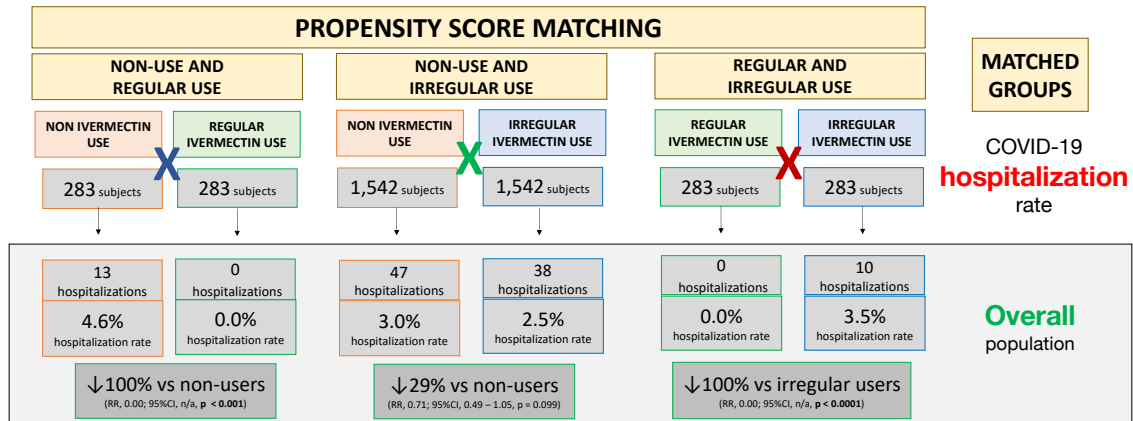 PROPENSITY SCORE MATCHING
NON-USE AND
REGULAR USE
NON-USE AND
IRREGULAR USE
REGULAR AND
IRREGULAR USE
MATCHED
GROUPS
NON IVERMECTIN
USE
REGULAR
IVERMECTIN USE
NON IVERMECTIN
USE
IRREGULAR
IVERMECTIN USE
REGULAR
IVERMECTIN USE
IRREGULAR
IVERMECTIN USE
X
X
X
283 subjects
283 subjects
1,542 subjects
1,542 subjects
283 subjects
283 subjects
COVID-19
hospitalization
rate
13
hospitalizations
0
hospitalizations
47
hospitalizations
38
hospitalizations
0
hospitalizations
10
hospitalizations
4.6%
hospitalization rate
0.0%
hospitalization rate
3.0%
hospitalization rate
2.5%
hospitalization rate
0.0%
hospitalization rate
3.5%
hospitalization rate
Overall
population
↓100% vs non-users
(RR, 0.00; 95%CI, n/a, p < 0.001)
↓29% vs non-users
(RR, 0.71; 95%CI, 0.49 – 1.05, p = 0.099)
↓100% vs irregular users
(RR, 0.00; 95%CI, n/a, p < 0.0001)